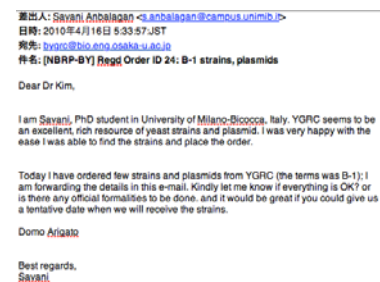 差出人: Savani Anbalagan <s.anbalagan@campus.unimib.it>
日時: 2010年4月16日 5:33:57:JST
宛先: byqrc@bio.eng.osaka-u.ac.jp
件名: [NBRP-BY] Regd Order ID 24: B-1 strains, plasmids
Dear Dr Kim,
I am Savani, PhD student in University of Milano-Bicocca, Italy. YGRC seems to be
an excellent, rich resource of yeast strains and plasmid. I was very happy with the
ease I was able to find the strains and place the order.
Today I have ordered few strains and plasmids from YGRC (the terms was B-1); I
am forwarding the details in this e-mail. Kindly let me know if everything is OK? or
is there any official formalities to be done. and it would be great if you could give us
a tentative date when we will receive the strains.
Domo Arigato
Best regards,
Savani